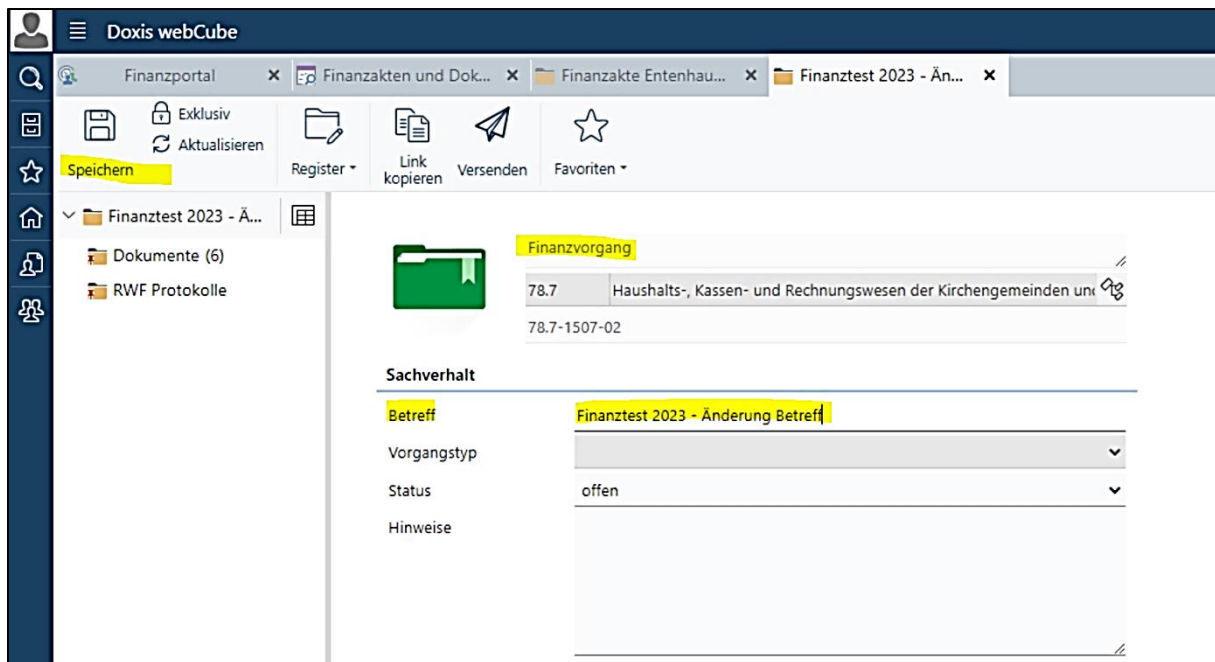 Doxis webCube
Finanzportal
Finanzakten und Dok...
Finanzakte Entenhau...
Finanztest 2023 - Än...
Speichern
Exklusiv
Aktualisieren
Register
Link
kopieren
Versenden
Favoriten
Finanztest 2023 - Ä...
Dokumente (6)
RWF Protokolle
Finanzvorgang
78.7 Haushalts-, Kassen- und Rechnungswesen der Kirchengemeinden und
78.7-1507-02
Sachverhalt
Betreff Finanztest 2023 - Änderung Betreff
Vorgangstyp
Status offen
Hinweise